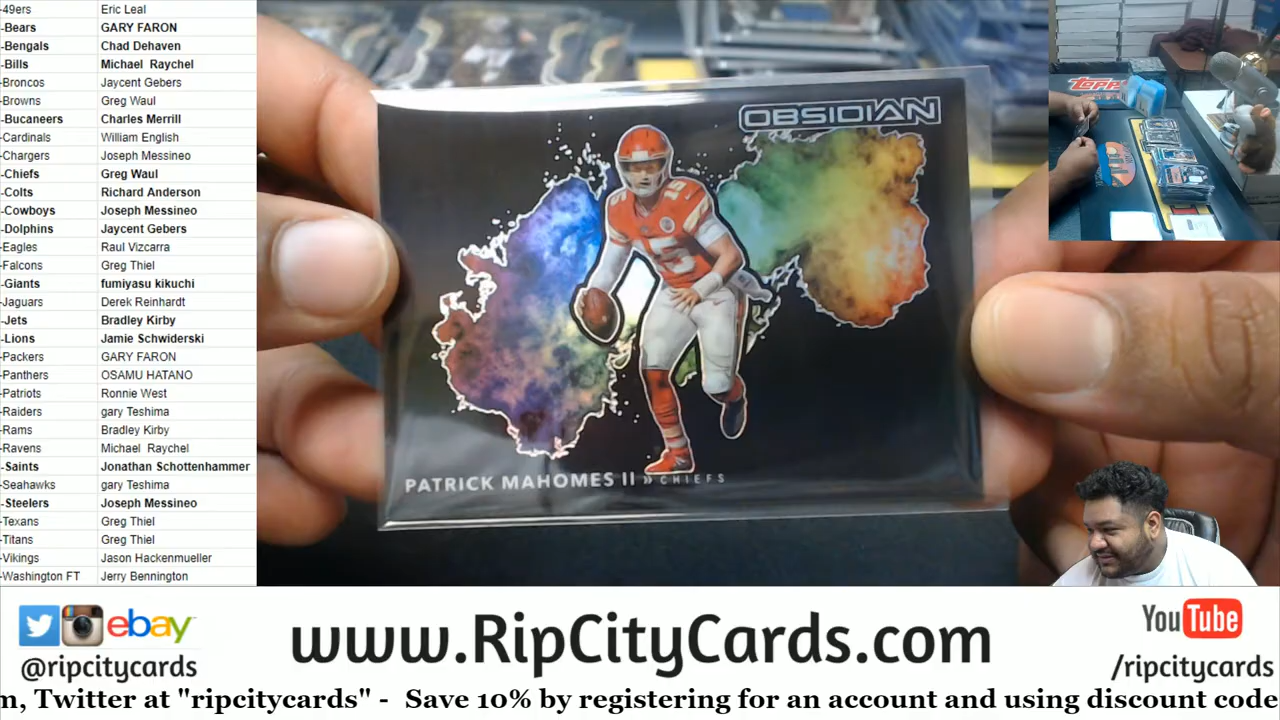 -49ers Eric Leal
-Bears GARY FARON
-Bengals Chad Dehaven
-Bills Michael Raychel
-Broncos Jaycent Gebers
-Browns Greg Waul
-Bucaneers Charles Merrill
-Cardinals William English
-Chargers Joseph Messineo
-Chiefs Greg Waul
-Colts Richard Anderson
-Cowboys Joseph Messineo
-Dolphins Jaycent Gebers
-Eagles Raul Vizcarra
-Falcons Greg Thiel
-Giants fumiyasu kikuchi
-Jaguars Derek Reinhardt
-Jets Bradley Kirby
-Lions Jamie Schwiderski
-Packers GARY FARON
-Panthers OSAMU HATANO
-Patriots Ronnie West
-Raiders gary Teshima
-Rams Bradley Kirby
-Ravens Michael Raychel
-Saints Jonathan Schottenhammer
-Seahawks gary Teshima
-Steelers Joseph Messineo
-Texans Greg Thiel
-Titans Greg Thiel
-Vikings Jason Hackenmueller
-Washington FT Jerry Bennington
OBSIDIAN
15
PATRICK MAHOMES II » CHIEFS
TOPPS
ebay
@ripcitycards
www.RipCityCards.com
YouTube
/ripcitycards
m, Twitter at "ripcitycards" - Save 10% by registering for an account and using discount code